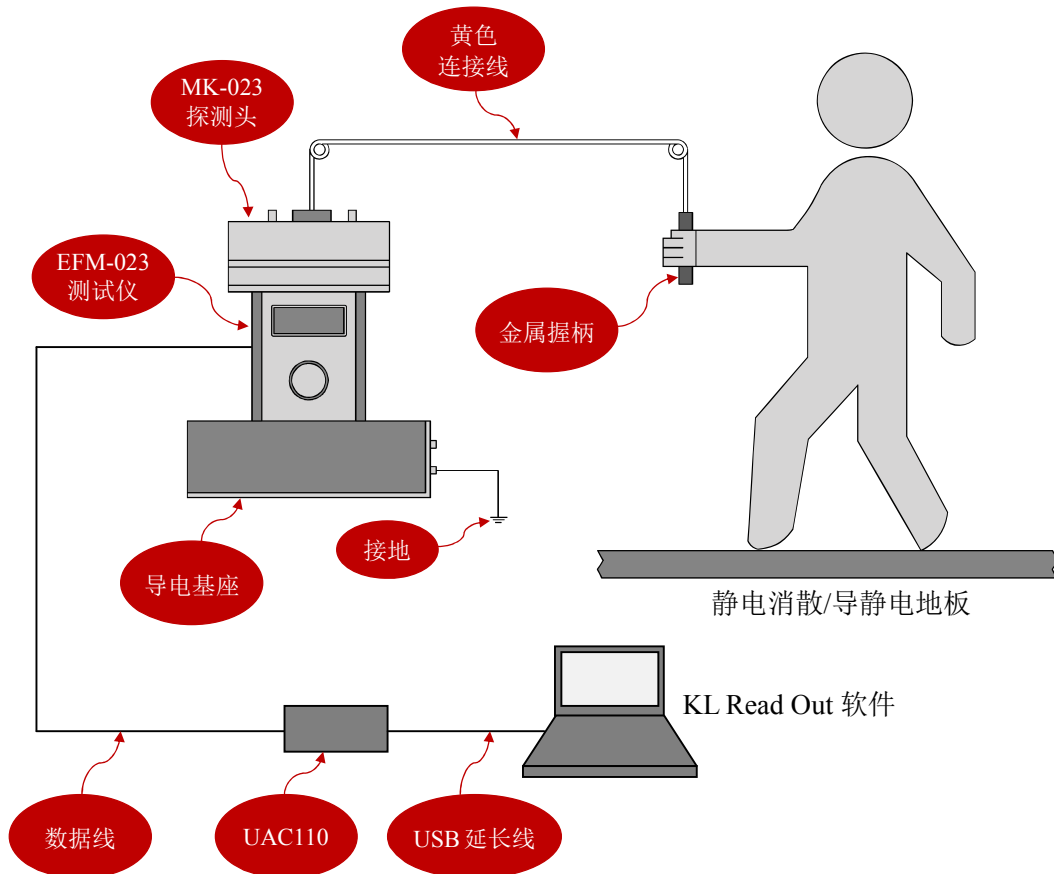 黄色
连接线
MK-023
探测头
EFM-023
测试仪
金属握柄
接地
导电基座
静电消散/导静电地板
KL Read Out 软件
数据线
UAC110
USB 延长线